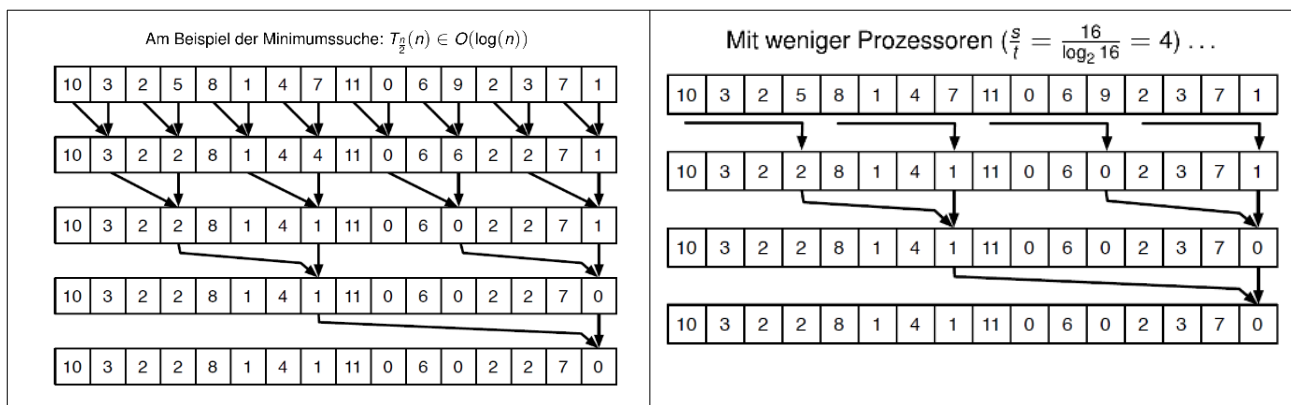 Am Beispiel der Minimumssuche: T_{n/2}(n) ∈ O(log(n))
10 3 2 5 8 1 4 7 11 0 6 9 2 3 7 1
10 3 2 2 8 1 4 4 11 0 6 6 2 2 7 1
10 3 2 2 8 1 4 1 11 0 6 0 2 2 7 1
10 3 2 2 8 1 4 1 11 0 6 0 2 2 7 0
10 3 2 2 8 1 4 1 11 0 6 0 2 2 7 0
Mit weniger Prozessoren (s/t = 16/log₂ 16 = 4) …
10 3 2 5 8 1 4 7 11 0 6 9 2 3 7 1
10 3 2 2 8 1 4 1 11 0 6 0 2 3 7 1
10 3 2 2 8 1 4 1 11 0 6 0 2 3 7 0
10 3 2 2 8 1 4 1 11 0 6 0 2 3 7 0